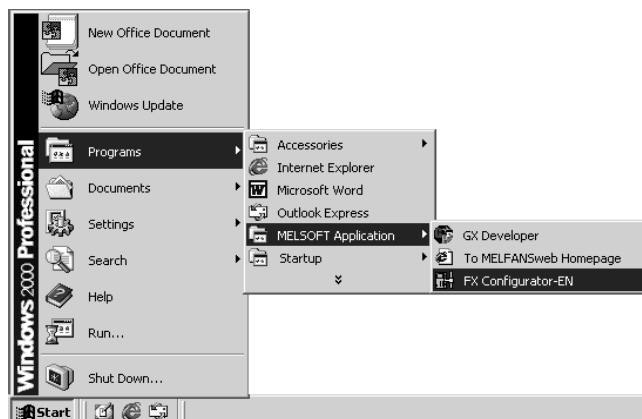 New Office Document
Open Office Document
Windows Update
Programs
Documents
Settings
Search
Help
Run...
Shut Down...
Windows 2000 Professional
Accessories
Internet Explorer
Microsoft Word
Outlook Express
MELSOFT Application
Startup
GX Developer
To MELFANSweb Homepage
FX Configurator-EN
Start